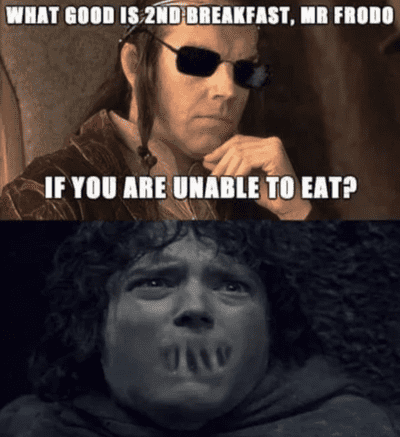 WHAT GOOD IS 2ND BREAKFAST, MR FRODO
IF YOU ARE UNABLE TO EAT?